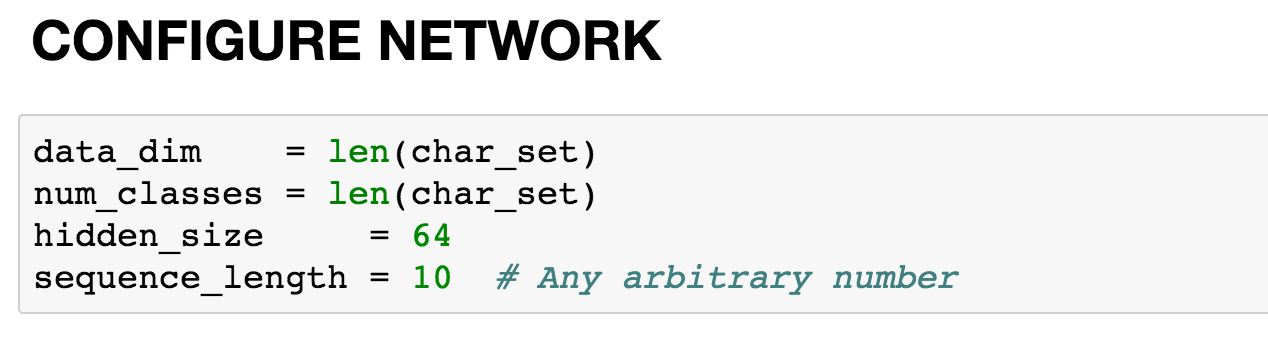 CONFIGURE NETWORK
data_dim    = len(char_set)
num_classes = len(char_set)
hidden_size     = 64
sequence_length = 10  # Any arbitrary number